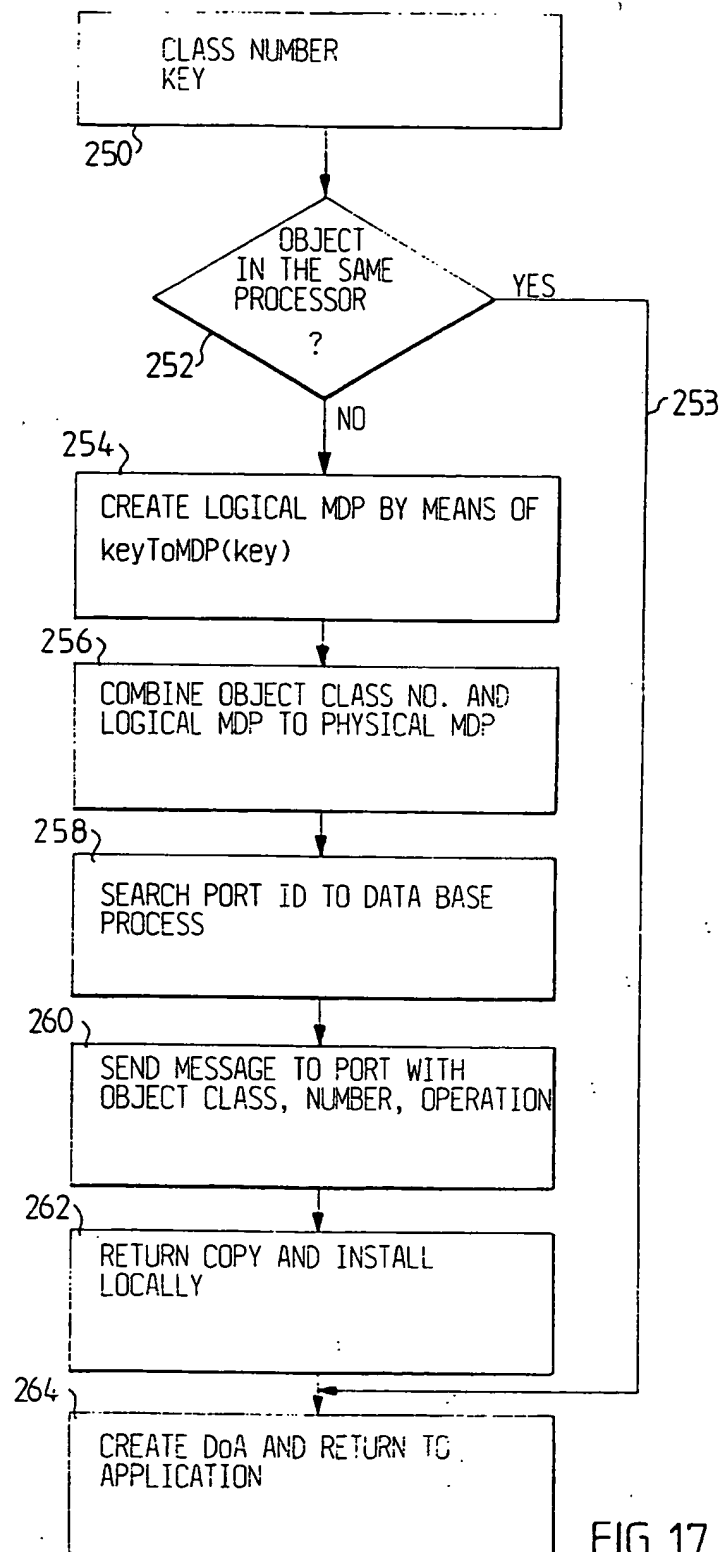 CLASS NUMBER
KEY
250
OBJECT
IN THE SAME
PROCESSOR
?
YES
252
253
NO
254
CREATE LOGICAL MDP BY MEANS OF
keyToMDP(key)
256
COMBINE OBJECT CLASS NO. AND
LOGICAL MDP TO PHYSICAL MDP
258
SEARCH PORT ID TO DATA BASE
PROCESS
260
SEND MESSAGE TO PORT WITH
OBJECT CLASS, NUMBER, OPERATION
262
RETURN COPY AND INSTALL
LOCALLY
264
CREATE DoA AND RETURN TO
APPLICATION
FIG 17